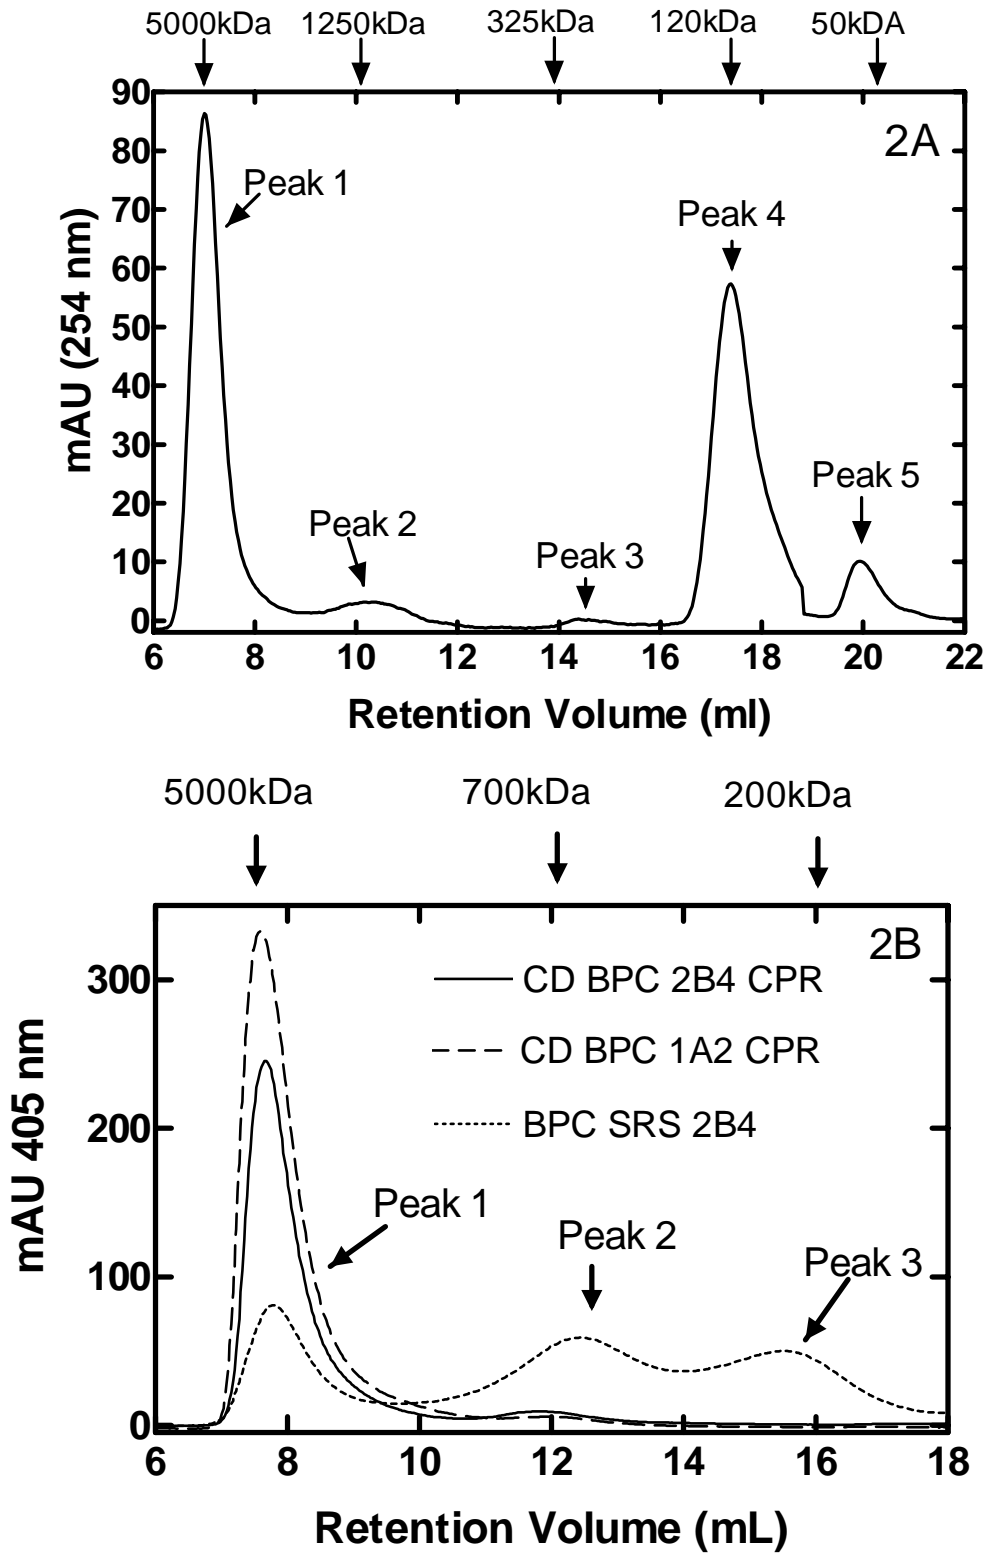 5000kDa 1250kDa 325kDa 120kDa 50kDA
90
2A
80
Peak 1
70
Peak 4
60
50
40
30
Peak 5
20
Peak 2
Peak 3
10
0
mAU (254 nm)
6 8 10 12 14 16 18 20 22
Retention Volume (ml)
5000kDa 700kDa 200kDa
2B
300
CD BPC 2B4 CPR
CD BPC 1A2 CPR
200
BPC SRS 2B4
Peak 1
Peak 2
Peak 3
100
0
mAU 405 nm
6 8 10 12 14 16 18
Retention Volume (mL)